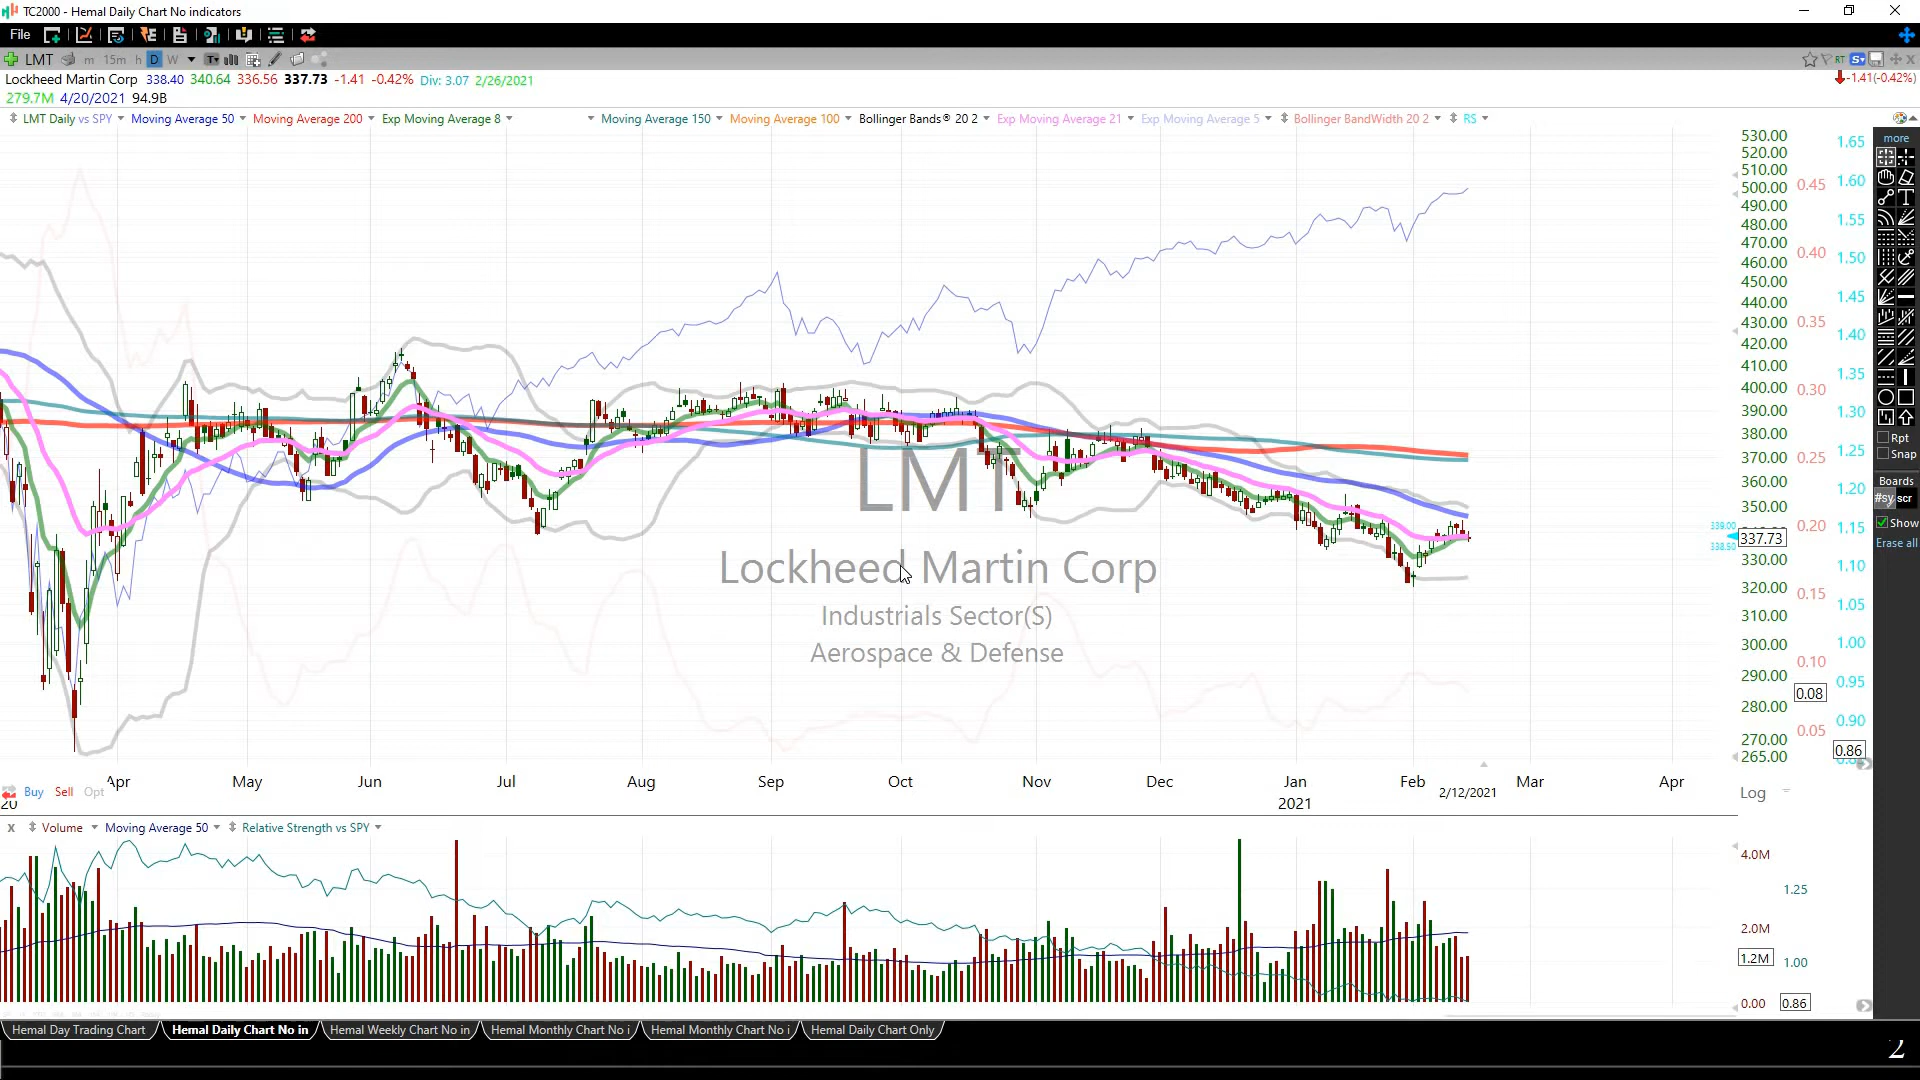 TC2000 - Hemal Daily Chart No indicators
File
LMT m 15m h D W
Lockheed Martin Corp 338.40 340.64 336.56 337.73 -1.41 -0.42% Div: 3.07 2/26/2021
-1.41(-0.42%)
279.7M 4/20/2021 94.9B
LMT Daily vs SPY Moving Average 50 Moving Average 200 Exp Moving Average 8 Moving Average 150 Moving Average 100 Bollinger Bands® 20 2 Exp Moving Average 21 Exp Moving Average 5 Bollinger BandWidth 20 2 RS
more
530.00
520.00
510.00
500.00
490.00
480.00
470.00
460.00
450.00
440.00
430.00
420.00
410.00
400.00
390.00
380.00
370.00
360.00
350.00
339.00
337.73
338.50
330.00
320.00
310.00
300.00
290.00
280.00
270.00
265.00
0.45
0.40
0.35
0.30
0.25
0.20
0.15
0.10
0.08
0.05
1.65
1.60
1.55
1.50
1.45
1.40
1.35
1.30
1.25
1.20
1.15
1.10
1.05
1.00
0.95
0.90
0.86
Rpt
Snap
Boards
#sy scr
Show
Erase all
LMT
Lockheed Martin Corp
Industrials Sector(S)
Aerospace & Defense
Apr May Jun Jul Aug Sep Oct Nov Dec Jan Feb 2/12/2021 Mar Apr
Buy Sell Opt
20 2021
Log
x Volume Moving Average 50 Relative Strength vs SPY
4.0M
1.25
2.0M
1.2M
1.00
0.00
0.86
Hemal Day Trading Chart Hemal Daily Chart No in Hemal Weekly Chart No in Hemal Monthly Chart No i Hemal Monthly Chart No i Hemal Daily Chart Only
2